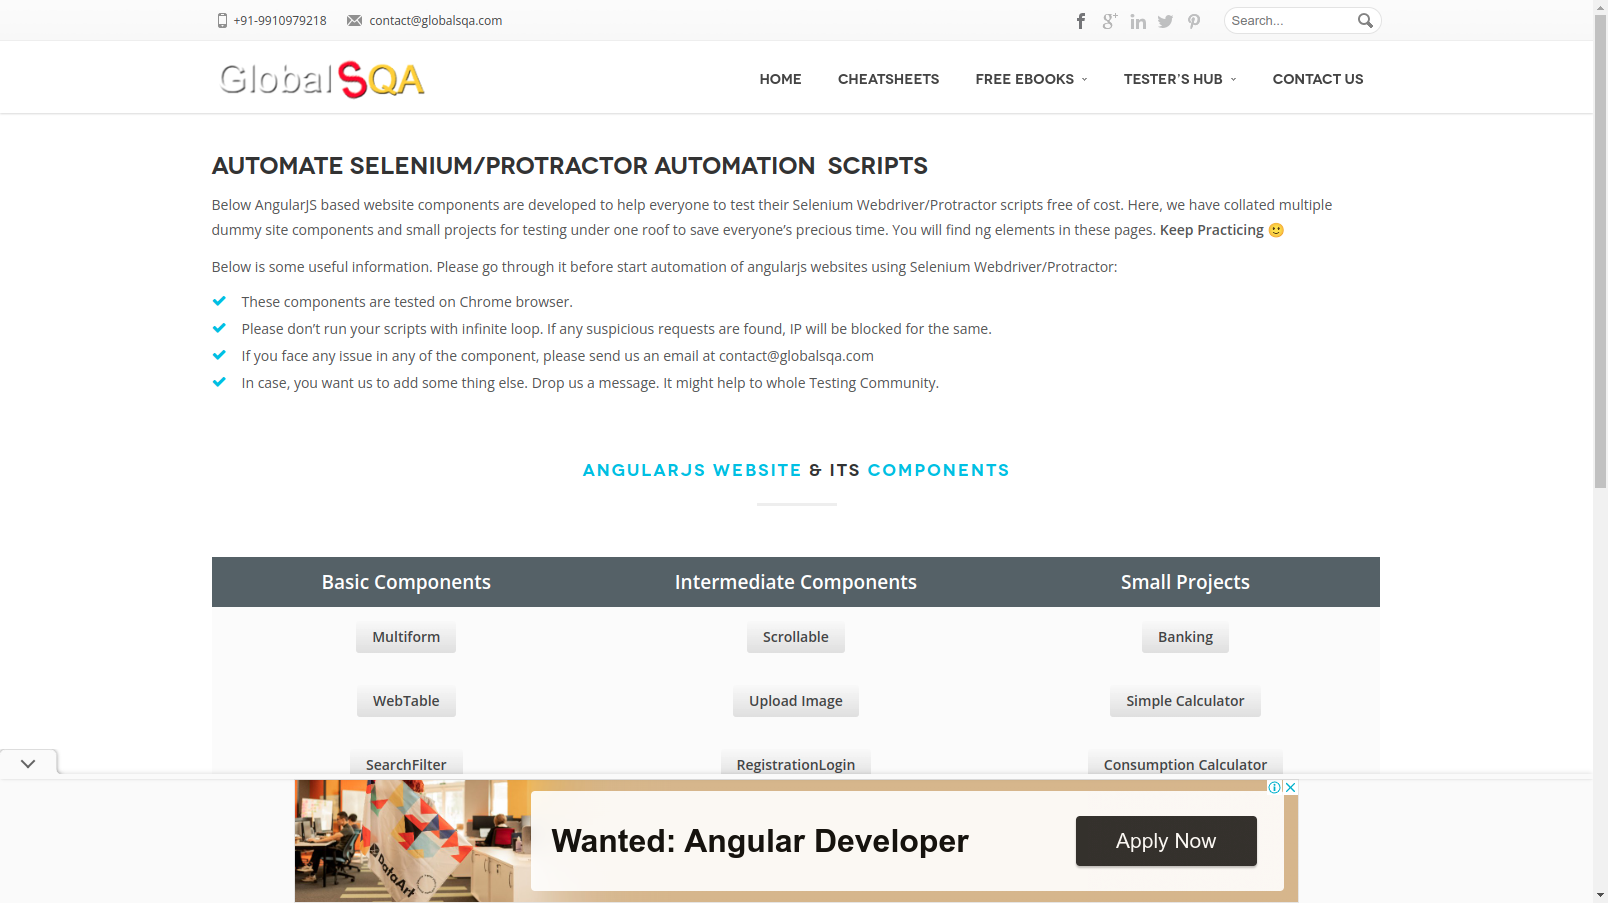 +91-9910979218 contact@globalsqa.com Search...
GlobalSQA HOME CHEATSHEETS FREE EBOOKS TESTER'S HUB CONTACT US
AUTOMATE SELENIUM/PROTRACTOR AUTOMATION SCRIPTS
Below AngularJS based website components are developed to help everyone to test their Selenium Webdriver/Protractor scripts free of cost. Here, we have collated multiple
dummy site components and small projects for testing under one roof to save everyone's precious time. You will find ng elements in these pages. Keep Practicing 🙂
Below is some useful information. Please go through it before start automation of angularjs websites using Selenium Webdriver/Protractor:
These components are tested on Chrome browser.
Please don't run your scripts with infinite loop. If any suspicious requests are found, IP will be blocked for the same.
If you face any issue in any of the component, please send us an email at contact@globalsqa.com
In case, you want us to add some thing else. Drop us a message. It might help to whole Testing Community.
ANGULARJS WEBSITE & ITS COMPONENTS
Basic Components Intermediate Components Small Projects
Multiform Scrollable Banking
WebTable Upload Image Simple Calculator
SearchFilter RegistrationLogin Consumption Calculator
DataArt
Wanted: Angular Developer Apply Now